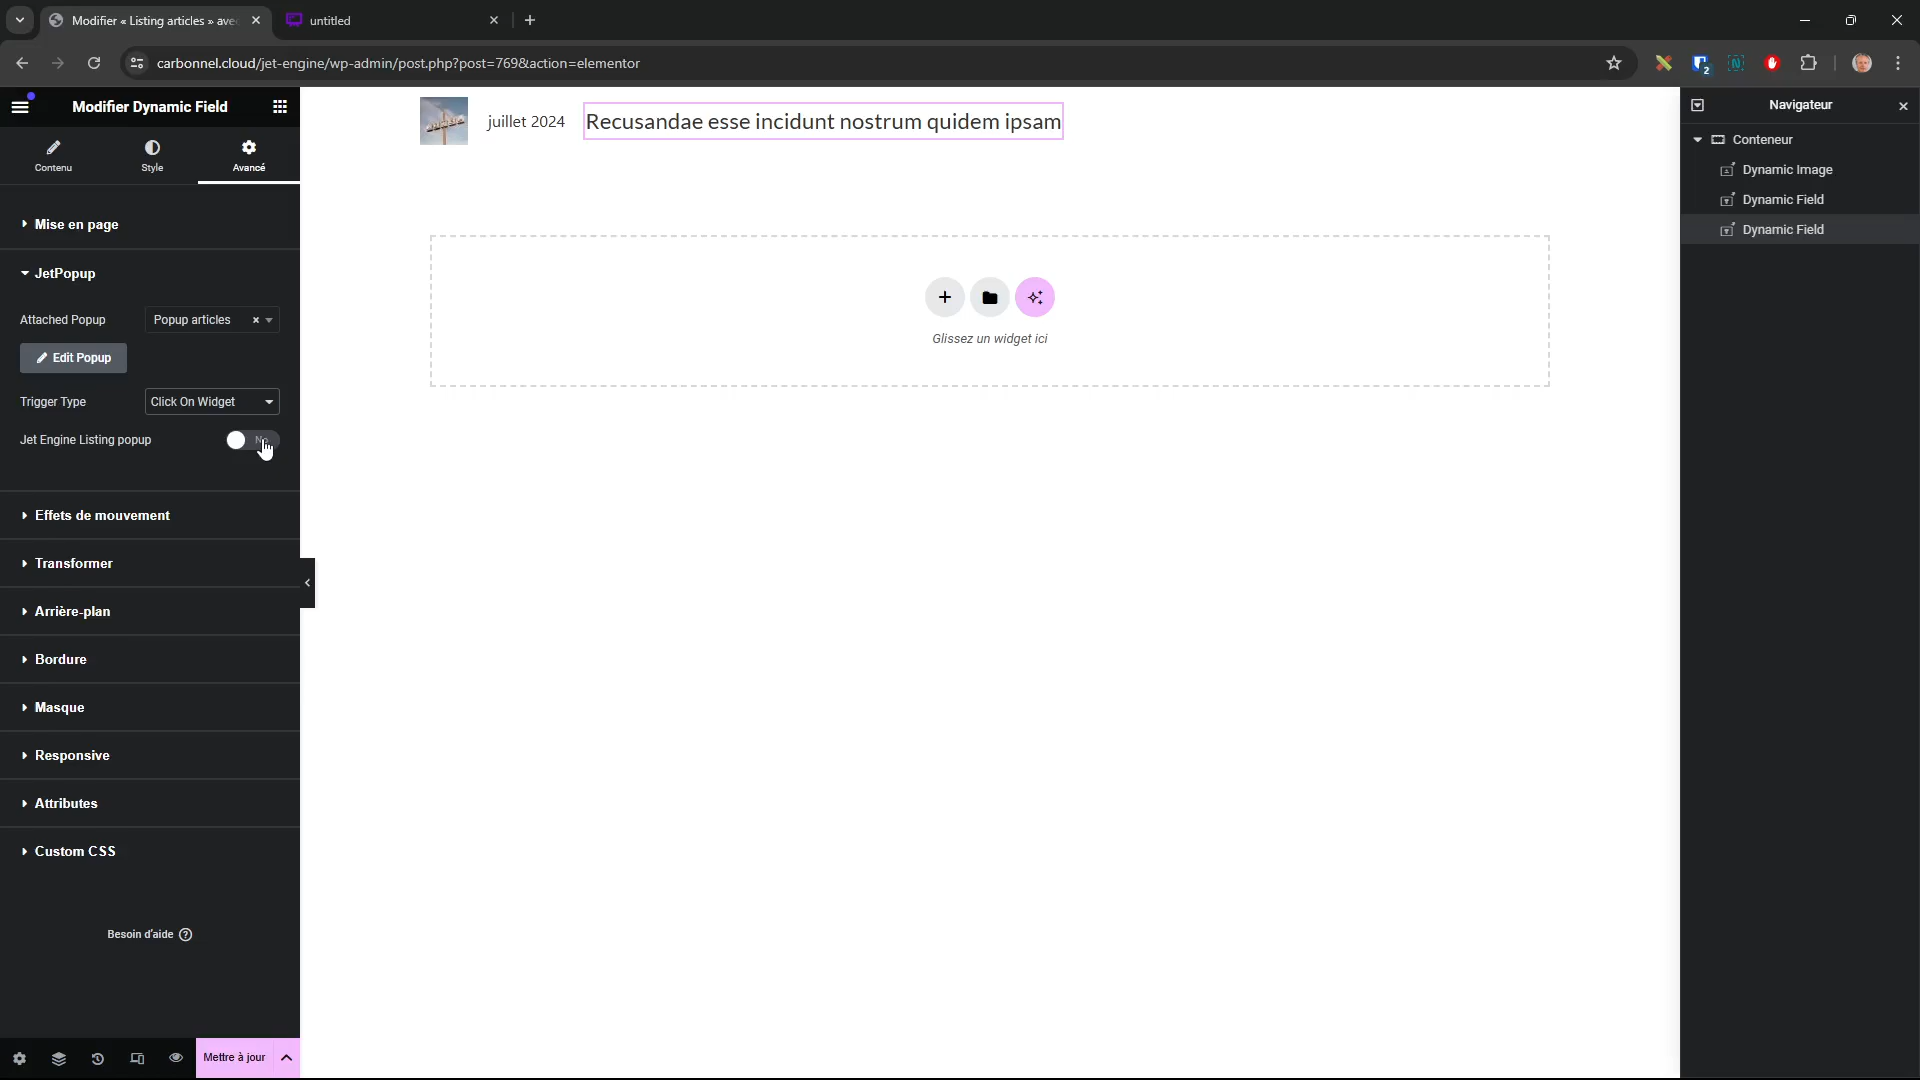 Modifier « Listing articles » ave
untitled
carbonnel.cloud/jet-engine/wp-admin/post.php?post=769&action=elementor
2
Modifier Dynamic Field
Contenu
Style
Avancé
Mise en page
JetPopup
Attached Popup
Popup articles
Edit Popup
Trigger Type
Click On Widget
Jet Engine Listing popup
Effets de mouvement
Transformer
Arrière-plan
Bordure
Masque
Responsive
Attributes
Custom CSS
Besoin d'aide
Mettre à jour
juillet 2024
Recusandae esse incidunt nostrum quidem ipsam
Glissez un widget ici
Navigateur
Conteneur
Dynamic Image
Dynamic Field
Dynamic Field